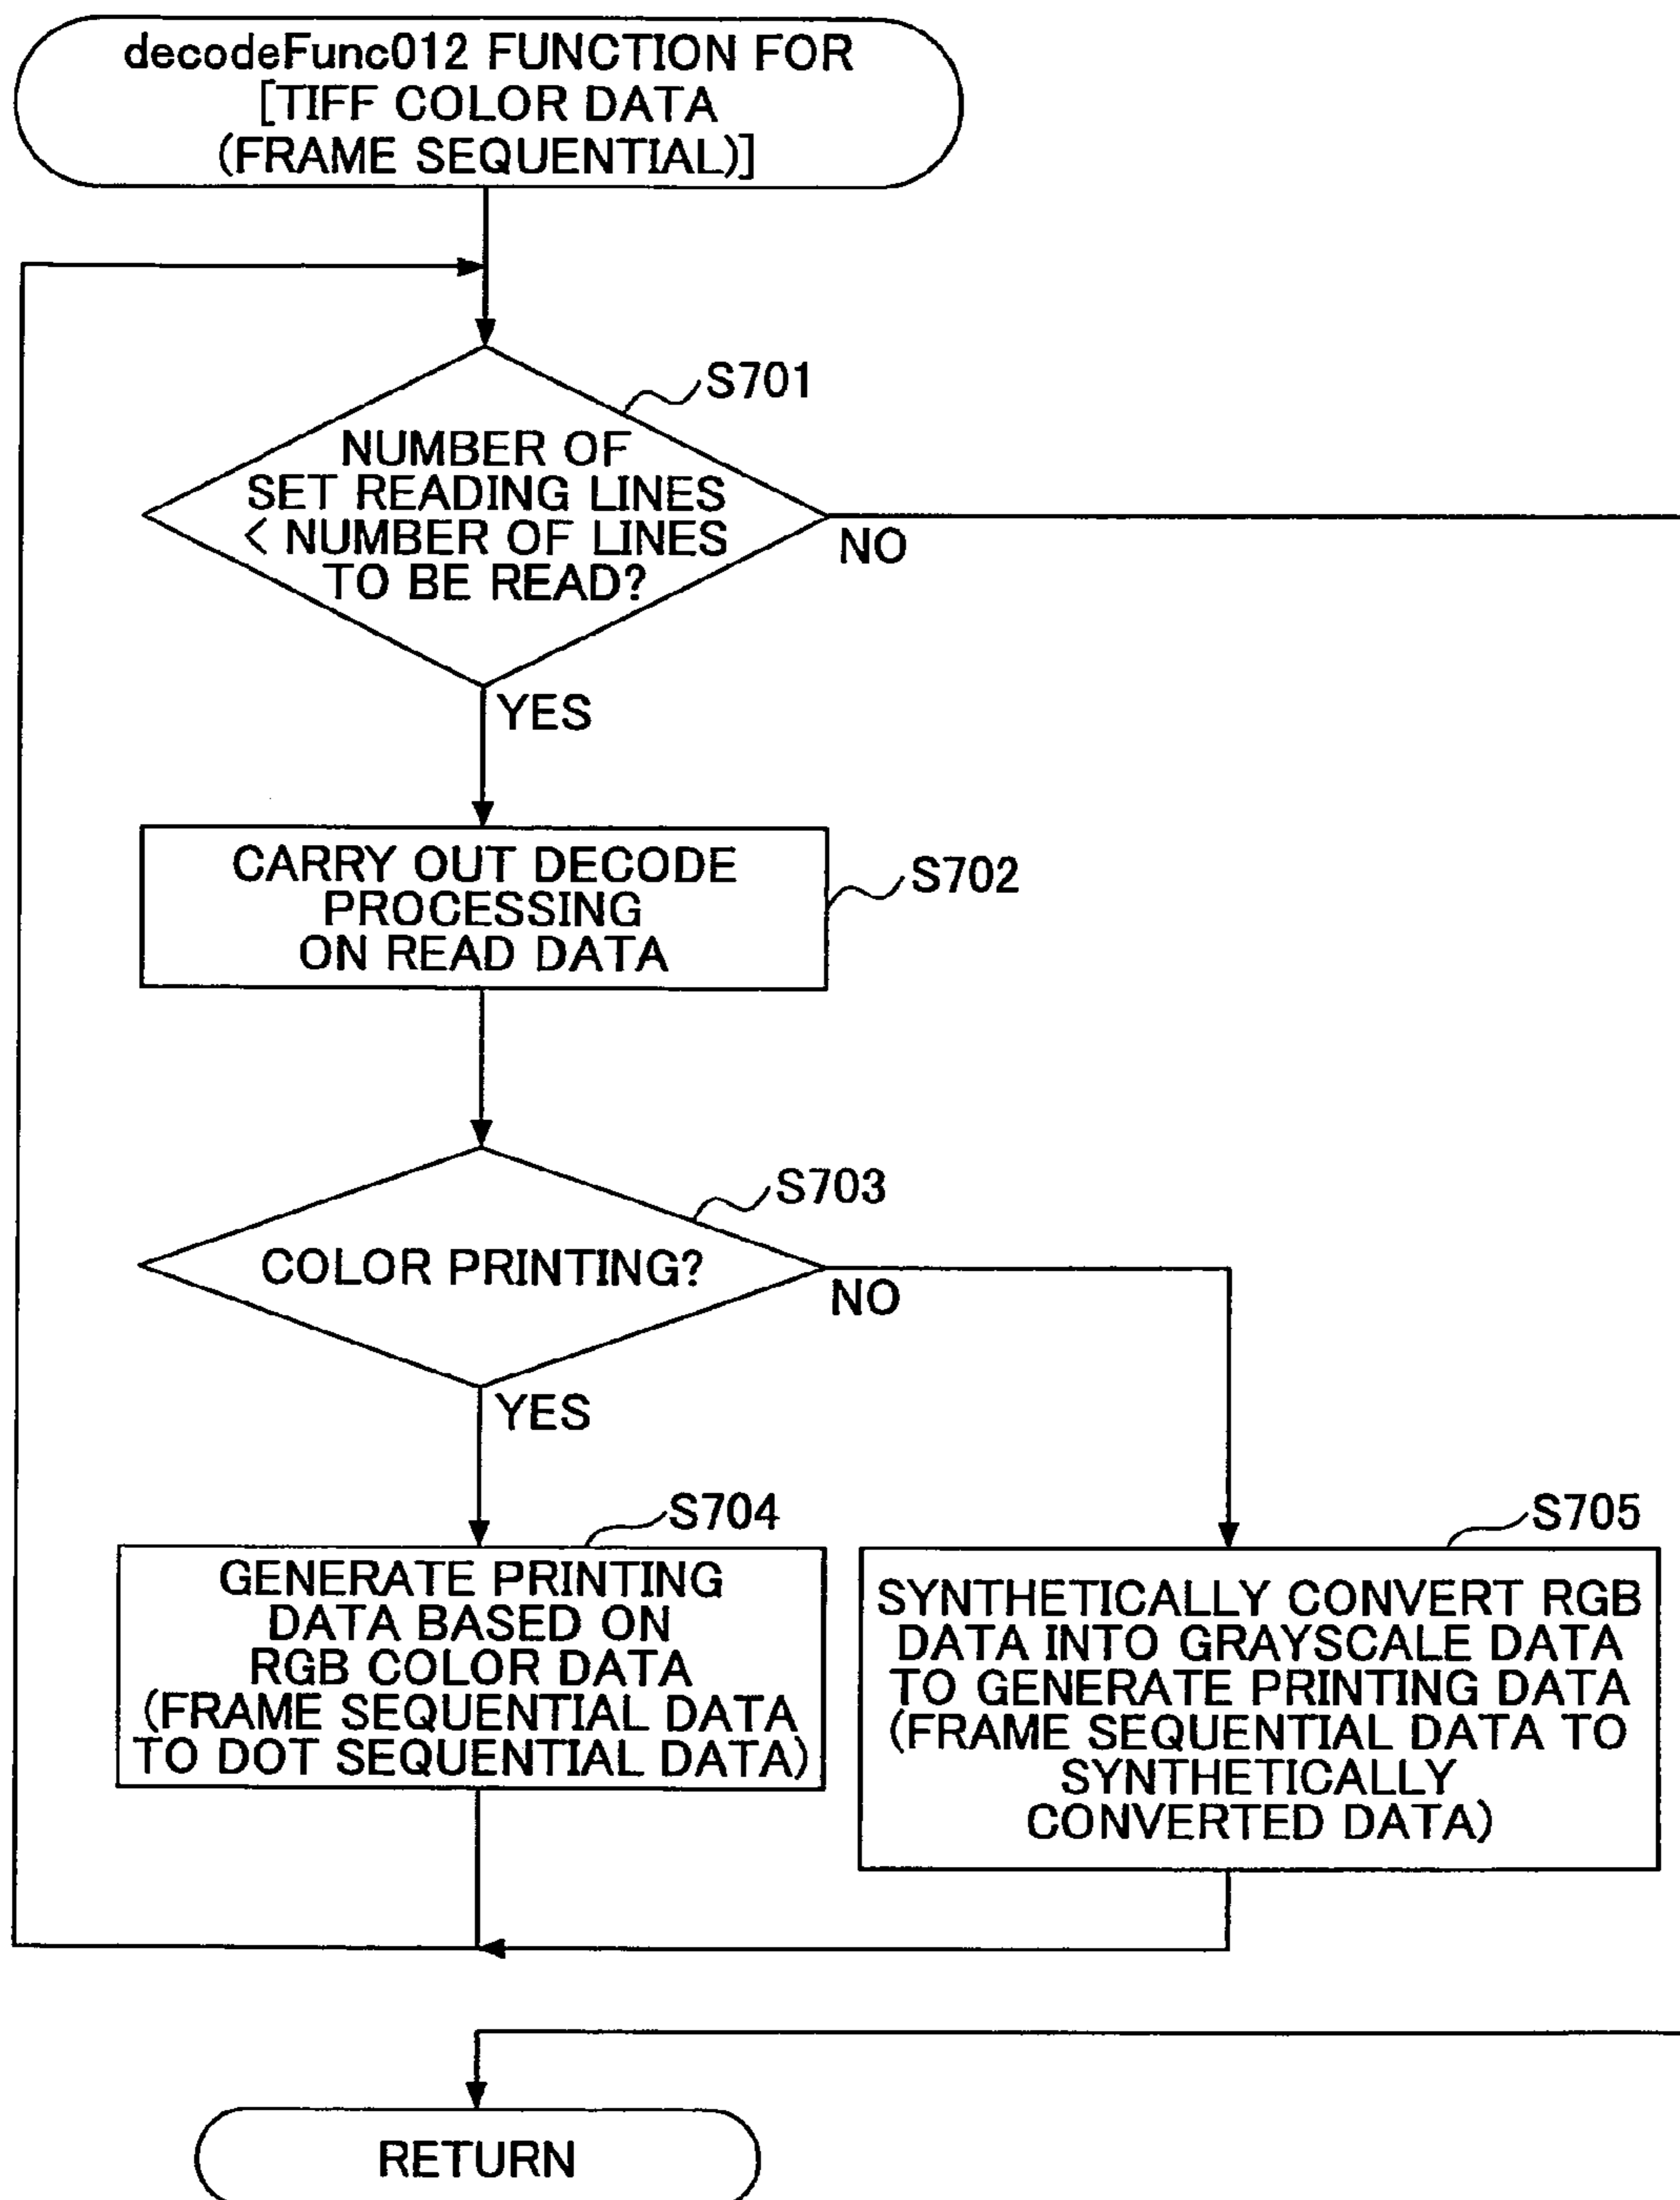 decodeFunc012 FUNCTION FOR
[TIFF COLOR DATA
(FRAME SEQUENTIAL)]
S701
NUMBER OF
SET READING LINES
< NUMBER OF LINES
TO BE READ?
NO
YES
CARRY OUT DECODE
PROCESSING
ON READ DATA
S702
S703
COLOR PRINTING?
NO
YES
S704
GENERATE PRINTING
DATA BASED ON
RGB COLOR DATA
(FRAME SEQUENTIAL DATA
TO DOT SEQUENTIAL DATA)
S705
SYNTHETICALLY CONVERT RGB
DATA INTO GRAYSCALE DATA
TO GENERATE PRINTING DATA
(FRAME SEQUENTIAL DATA TO
SYNTHETICALLY
CONVERTED DATA)
RETURN